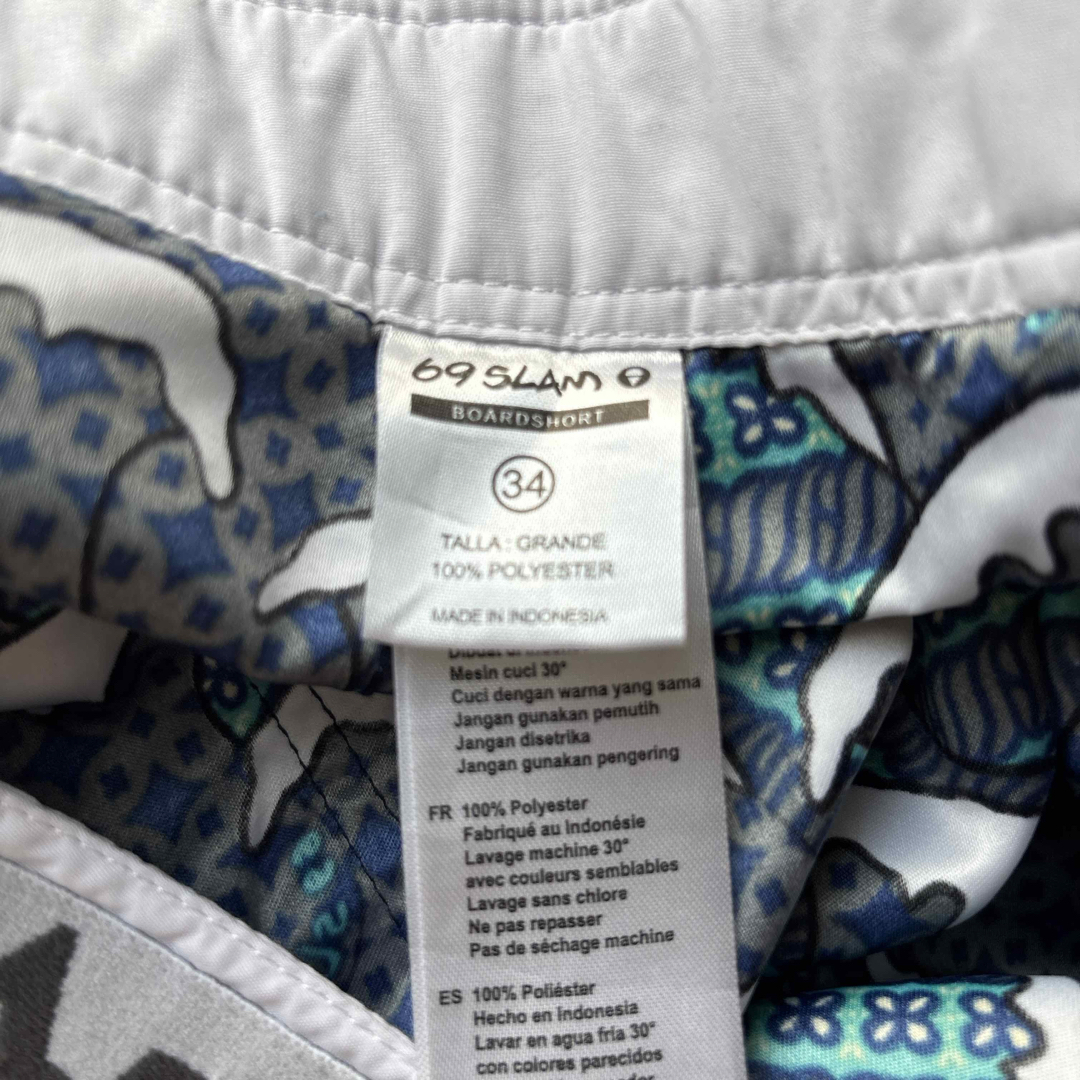 69 SLAM
BOARDSHORT
34
TALLA : GRANDE
100% POLYESTER
MADE IN INDONESIA
Mesin cuci 30°
Cuci dengan warna yang sama
Jangan gunakan pemutih
Jangan disetrika
Jangan gunakan pengering
FR 100% Polyester
Fabriqué au Indonésie
Lavage machine 30°
avec couleurs semblables
Lavage sans chlore
Ne pas repasser
Pas de séchage machine
ES 100% Poliéster
Hecho en Indonesia
Lavar en agua fria 30°
con colores parecidos